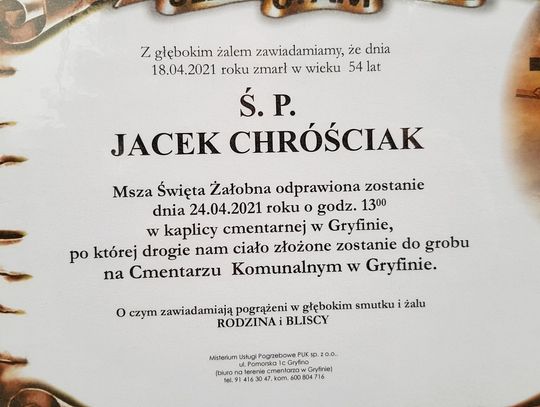 Z głębokim żalem zawiadamiamy, że dnia
18.04.2021 roku zmarł w wieku 54 lat
Ś. P.
JACEK CHRÓŚCIAK
Msza Święta Żałobna odprawiona zostanie
dnia 24.04.2021 roku o godz. 13⁰⁰
w kaplicy cmentarnej w Gryfinie,
po której drogie nam ciało złożone zostanie do grobu
na Cmentarzu Komunalnym w Gryfinie.
O czym zawiadamiają pogrążeni w głębokim smutku i żalu
RODZINA i BLISCY
Misterium Usługi Pogrzebowe PUK sp. z o.o.,
ul. Pomorska 1c Gryfino
(biuro na terenie cmentarza w Gryfinie)
tel. 91 416 30 47, kom. 600 804 716